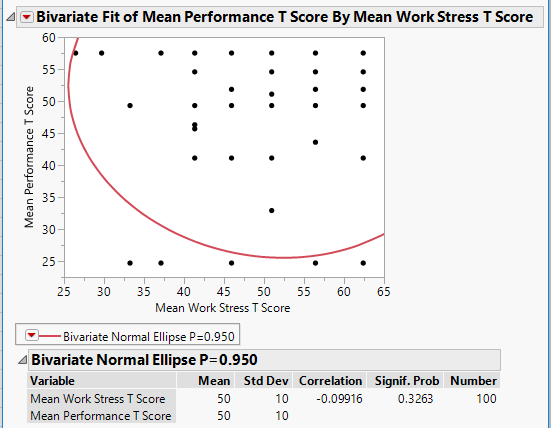 Bivariate Fit of Mean Performance T Score By Mean Work Stress T Score
60
55
50
45
40
35
30
25
Mean Performance T Score
25 30 35 40 45 50 55 60 65
Mean Work Stress T Score
Bivariate Normal Ellipse P=0.950
Bivariate Normal Ellipse P=0.950
Variable Mean Std Dev Correlation Signif. Prob Number
Mean Work Stress T Score 50 10 -0.09916 0.3263 100
Mean Performance T Score 50 10